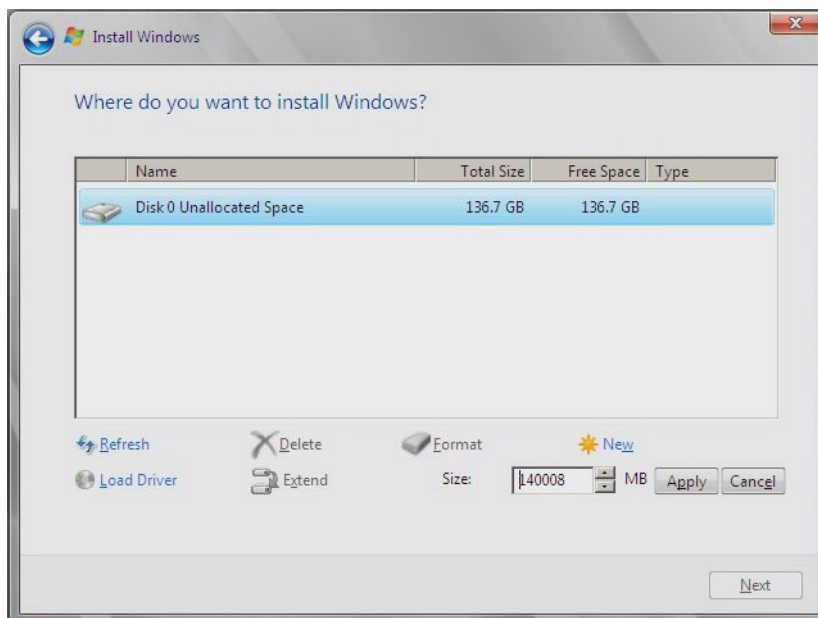 Install Windows
Where do you want to install Windows?
Name Total Size Free Space Type
Disk 0 Unallocated Space 136.7 GB 136.7 GB
Refresh Delete Format New
Load Driver Extend Size: 140008 MB Apply Cancel
Next